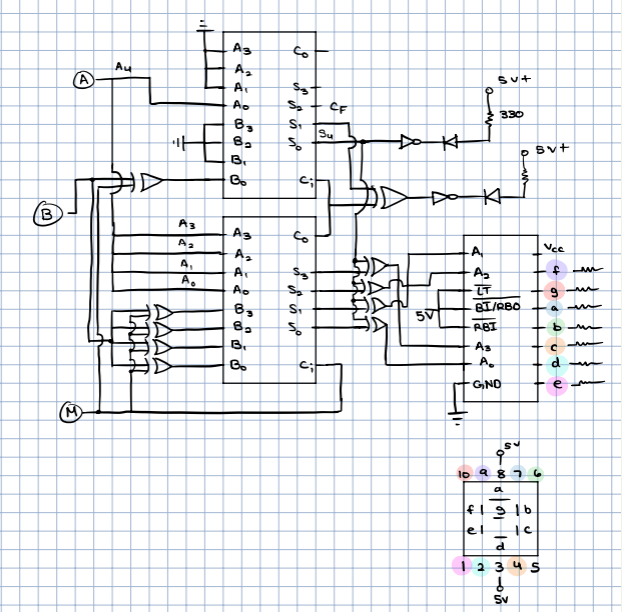 A
A4
B
M
A3
A2
A1
A0
B3
B2
B1
B0
C0
S3
S2
S1
S0
Ci
CF
S4
5V+
330
5V+
A3
A2
A1
A0
A3
A2
A1
A0
B3
B2
B1
B0
C0
S3
S2
S1
S0
Ci
A1
A2
LT
BI/RBO
RBI
A3
A0
GND
5V
Vcc
f
g
a
b
c
d
e
5V
10 9 8 7 6
a
f g b
e c
d
1 2 3 4 5
5V